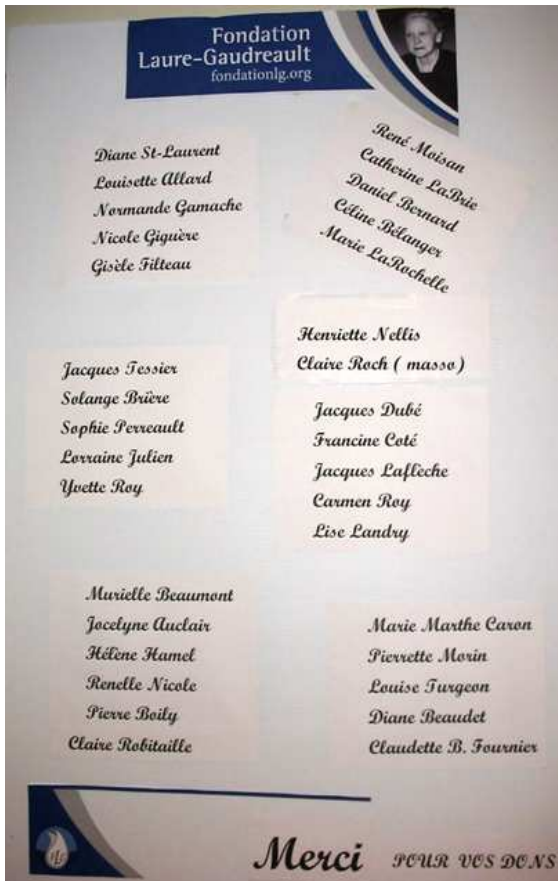 Fondation
Laure-Gaudreault
fondationlg.org
Diane St-Laurent
Louisette Allard
Normande Gamache
Nicole Giguère
Gisèle Filteau
René Moisan
Catherine LaBrie
Daniel Bernard
Céline Bélanger
Marie LaRochelle
Henriette Nellis
Claire Roch ( masso )
Jacques Tessier
Solange Brière
Sophie Perreault
Lorraine Julien
Yvette Roy
Jacques Dubé
Francine Coté
Jacques Laflèche
Carmen Roy
Lise Landry
Murielle Beaumont
Jocelyne Auclair
Hélène Hamel
Renelle Nicole
Pierre Boily
Claire Robitaille
Marie Marthe Caron
Pierrette Morin
Louise Turgeon
Diane Beaudet
Claudette B. Fournier
Merci POUR VOS DONS